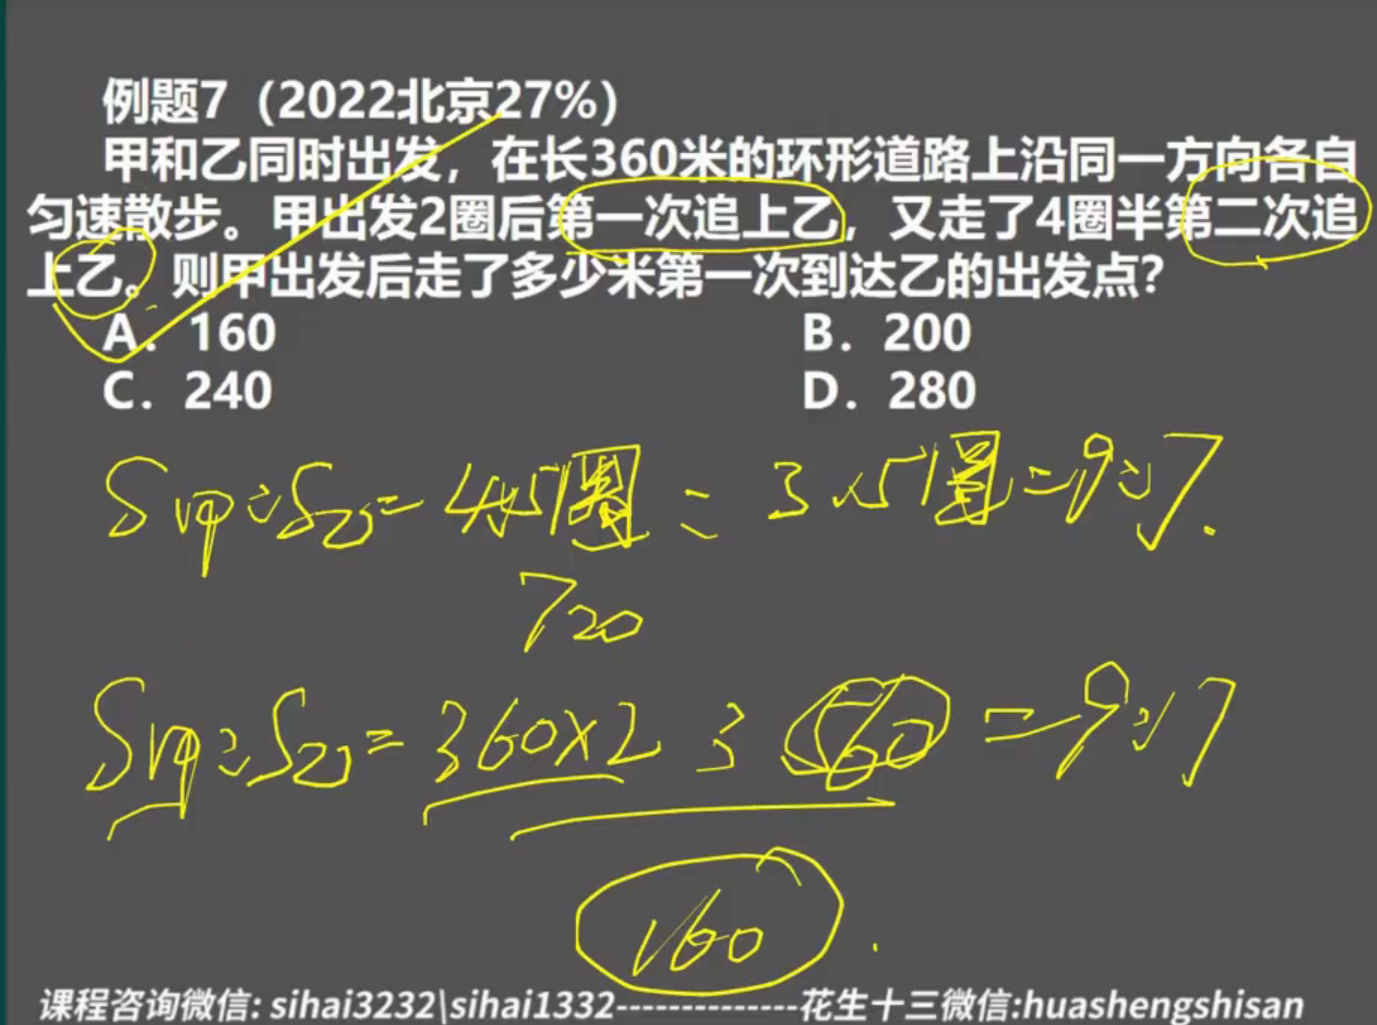 例题7（2022北京27%）
甲和乙同时出发，在长360米的环形道路上沿同一方向各自
匀速散步。甲出发2圈后第一次追上乙，又走了4圈半第二次追
上乙。则甲出发后走了多少米第一次到达乙的出发点？
A．160 B．200
C．240 D．280
S甲:S乙=4.5圈:3.5圈=9:7.
720
S甲:S乙=360×2:560=9:7
160
课程咨询微信: sihai3232\sihai1332--------------花生十三微信:huashengshisan